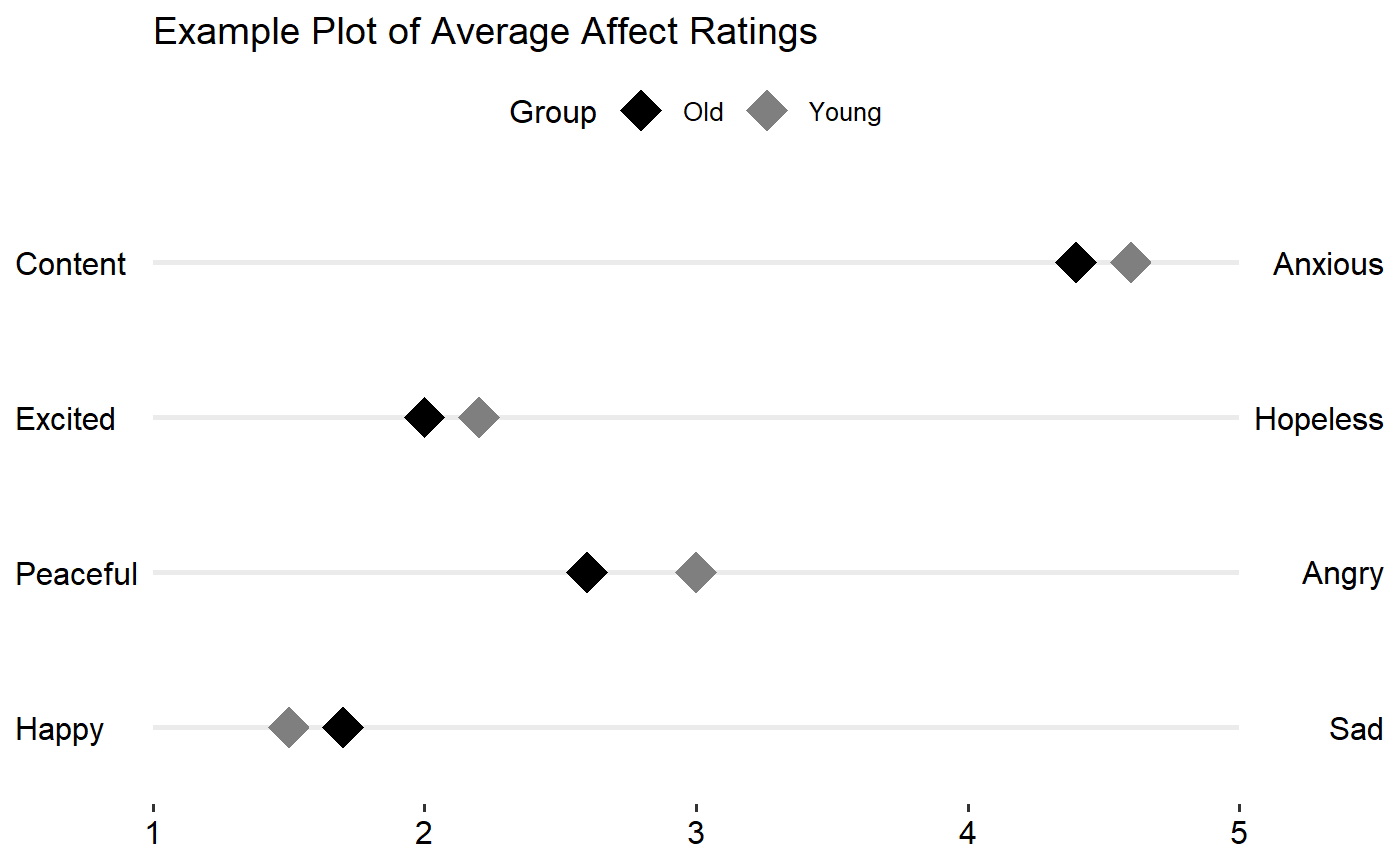 Example Plot of Average Affect Ratings
Group Old Young
Content Anxious
Excited Hopeless
Peaceful Angry
Happy Sad
1 2 3 4 5